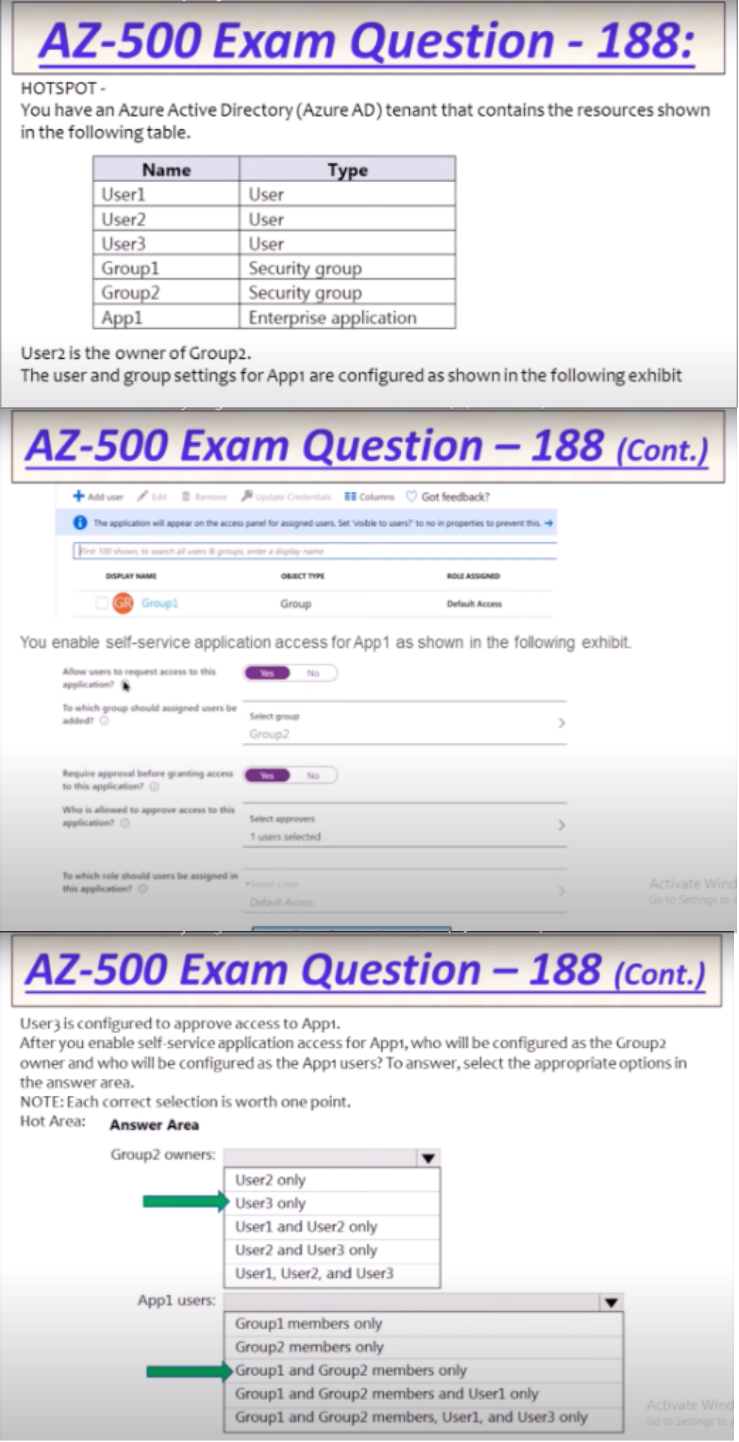 AZ-500 Exam Question - 188:
HOTSPOT -
You have an Azure Active Directory (Azure AD) tenant that contains the resources shown
in the following table.
Name Type
User1 User
User2 User
User3 User
Group1 Security group
Group2 Security group
App1 Enterprise application
User2 is the owner of Group2.
The user and group settings for App1 are configured as shown in the following exhibit
AZ-500 Exam Question – 188 (Cont.)
Add user Edit Remove Update Credentials Columns Got feedback?
The application will appear on the access panel for assigned users. Set 'visible to users?' to no in properties to prevent this. →
First 100 shown, to search all users & groups, enter a display name
DISPLAY NAME OBJECT TYPE ROLE ASSIGNED
GR Group1 Group Default Access
You enable self-service application access for App1 as shown in the following exhibit.
Allow users to request access to this
application? Yes No
To which group should assigned users be
added?
Select group
Group2
Require approval before granting access
to this application? Yes No
Who is allowed to approve access to this
application?
Select approvers
1 users selected
To which role should users be assigned in
this application?
*Select a role
Default Access
Activate Wind
Go to Settings to a
AZ-500 Exam Question – 188 (Cont.)
User3 is configured to approve access to App1.
After you enable self-service application access for App1, who will be configured as the Group2
owner and who will be configured as the App1 users? To answer, select the appropriate options in
the answer area.
NOTE: Each correct selection is worth one point.
Hot Area: Answer Area
Group2 owners:
User2 only
User3 only
User1 and User2 only
User2 and User3 only
User1, User2, and User3
App1 users:
Group1 members only
Group2 members only
Group1 and Group2 members only
Group1 and Group2 members and User1 only
Group1 and Group2 members, User1, and User3 only
Activate Wind
Go to Settings to a